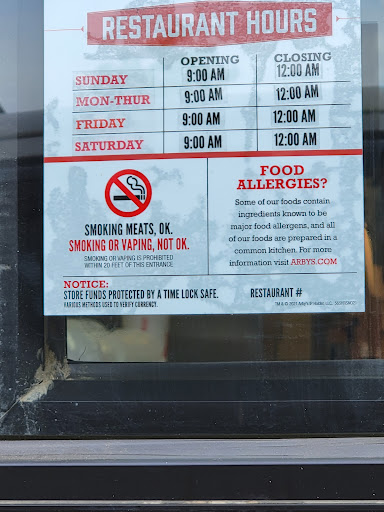 RESTAURANT HOURS
OPENING CLOSING
SUNDAY 9:00 AM 12:00 AM
MON-THUR 9:00 AM 12:00 AM
FRIDAY 9:00 AM 12:00 AM
SATURDAY 9:00 AM 12:00 AM
SMOKING MEATS, OK.
SMOKING OR VAPING, NOT OK.
SMOKING OR VAPING IS PROHIBITED
WITHIN 20 FEET OF THIS ENTRANCE
FOOD
ALLERGIES?
Some of our foods contain
ingredients known to be
major food allergens, and all
of our foods are prepared in a
common kitchen. For more
information visit ARBYS.COM
NOTICE:
STORE FUNDS PROTECTED BY A TIME LOCK SAFE.
VARIOUS METHODS USED TO VERIFY CURRENCY.
RESTAURANT #